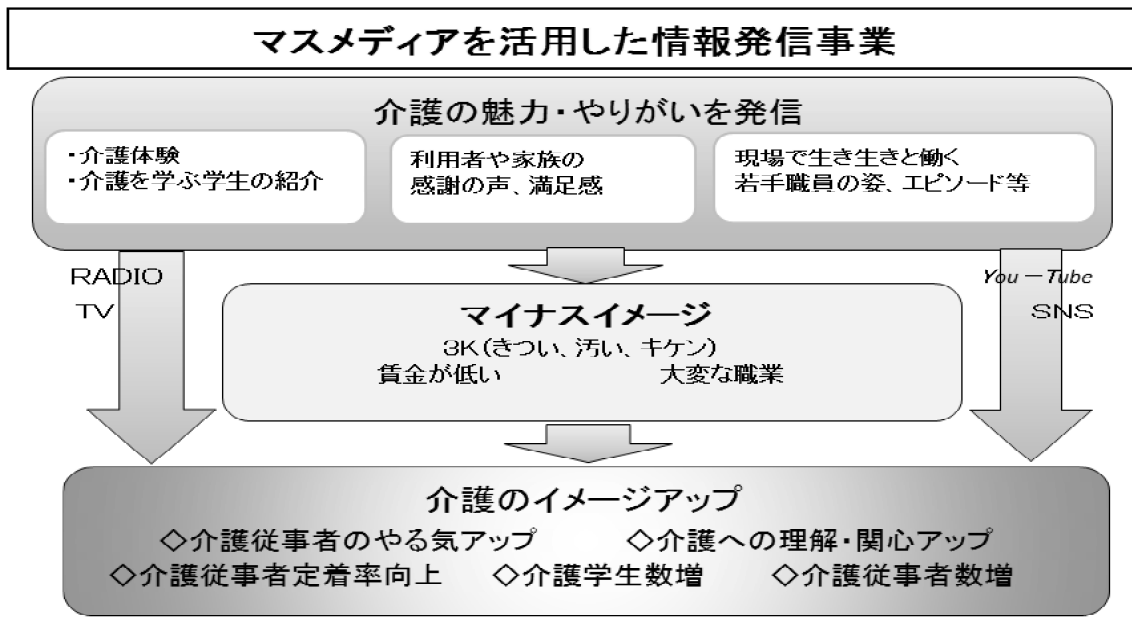 マスメディアを活用した情報発信事業
介護の魅力・やりがいを発信
・介護体験
・介護を学ぶ学生の紹介
利用者や家族の
感謝の声、満足感
現場で生き生きと働く
若手職員の姿、エピソード等
RADIO
TV
You－Tube
SNS
マイナスイメージ
3K(きつい、汚い、キケン)
賃金が低い 大変な職業
介護のイメージアップ
◇介護従事者のやる気アップ ◇介護への理解・関心アップ
◇介護従事者定着率向上 ◇介護学生数増 ◇介護従事者数増